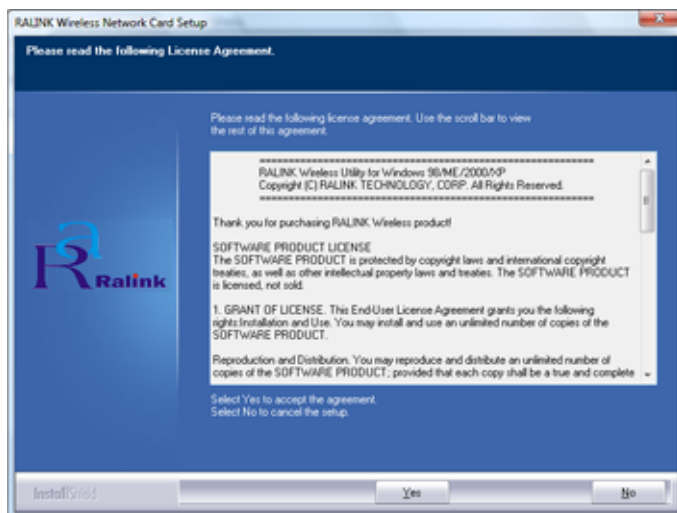 RALINK Wireless Network Card Setup
Please read the following License Agreement.
Please read the following license agreement. Use the scroll bar to view
the rest of this agreement.
============================================================
RALINK Wireless Utility for Windows 98/ME/2000/XP
Copyright (C) RALINK TECHNOLOGY, CORP. All Rights Reserved.
============================================================
Thank you for purchasing RALINK Wireless product!
SOFTWARE PRODUCT LICENSE
The SOFTWARE PRODUCT is protected by copyright laws and international copyright
treaties, as well as other intellectual property laws and treaties. The SOFTWARE PRODUCT
is licensed, not sold.
1. GRANT OF LICENSE. This End-User License Agreement grants you the following
rights:Installation and Use. You may install and use an unlimited number of copies of the
SOFTWARE PRODUCT.
Reproduction and Distribution. You may reproduce and distribute an unlimited number of
copies of the SOFTWARE PRODUCT; provided that each copy shall be a true and complete
Ra Ralink
Select Yes to accept the agreement.
Select No to cancel the setup.
InstallShield
Yes
No